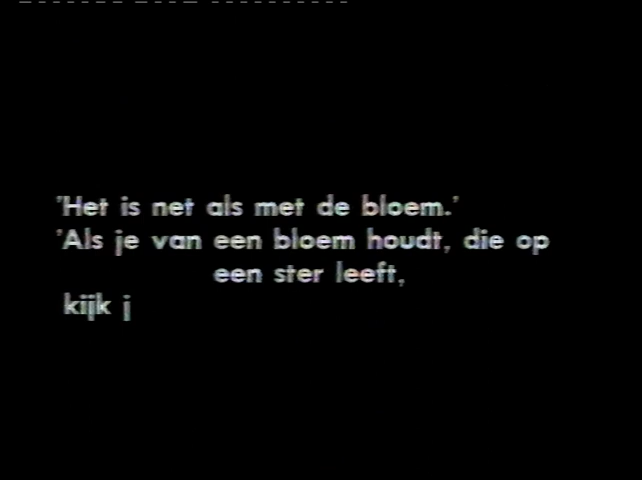 'Het is net als met de bloem.'
'Als je van een bloem houdt, die op
een ster leeft,
kijk j